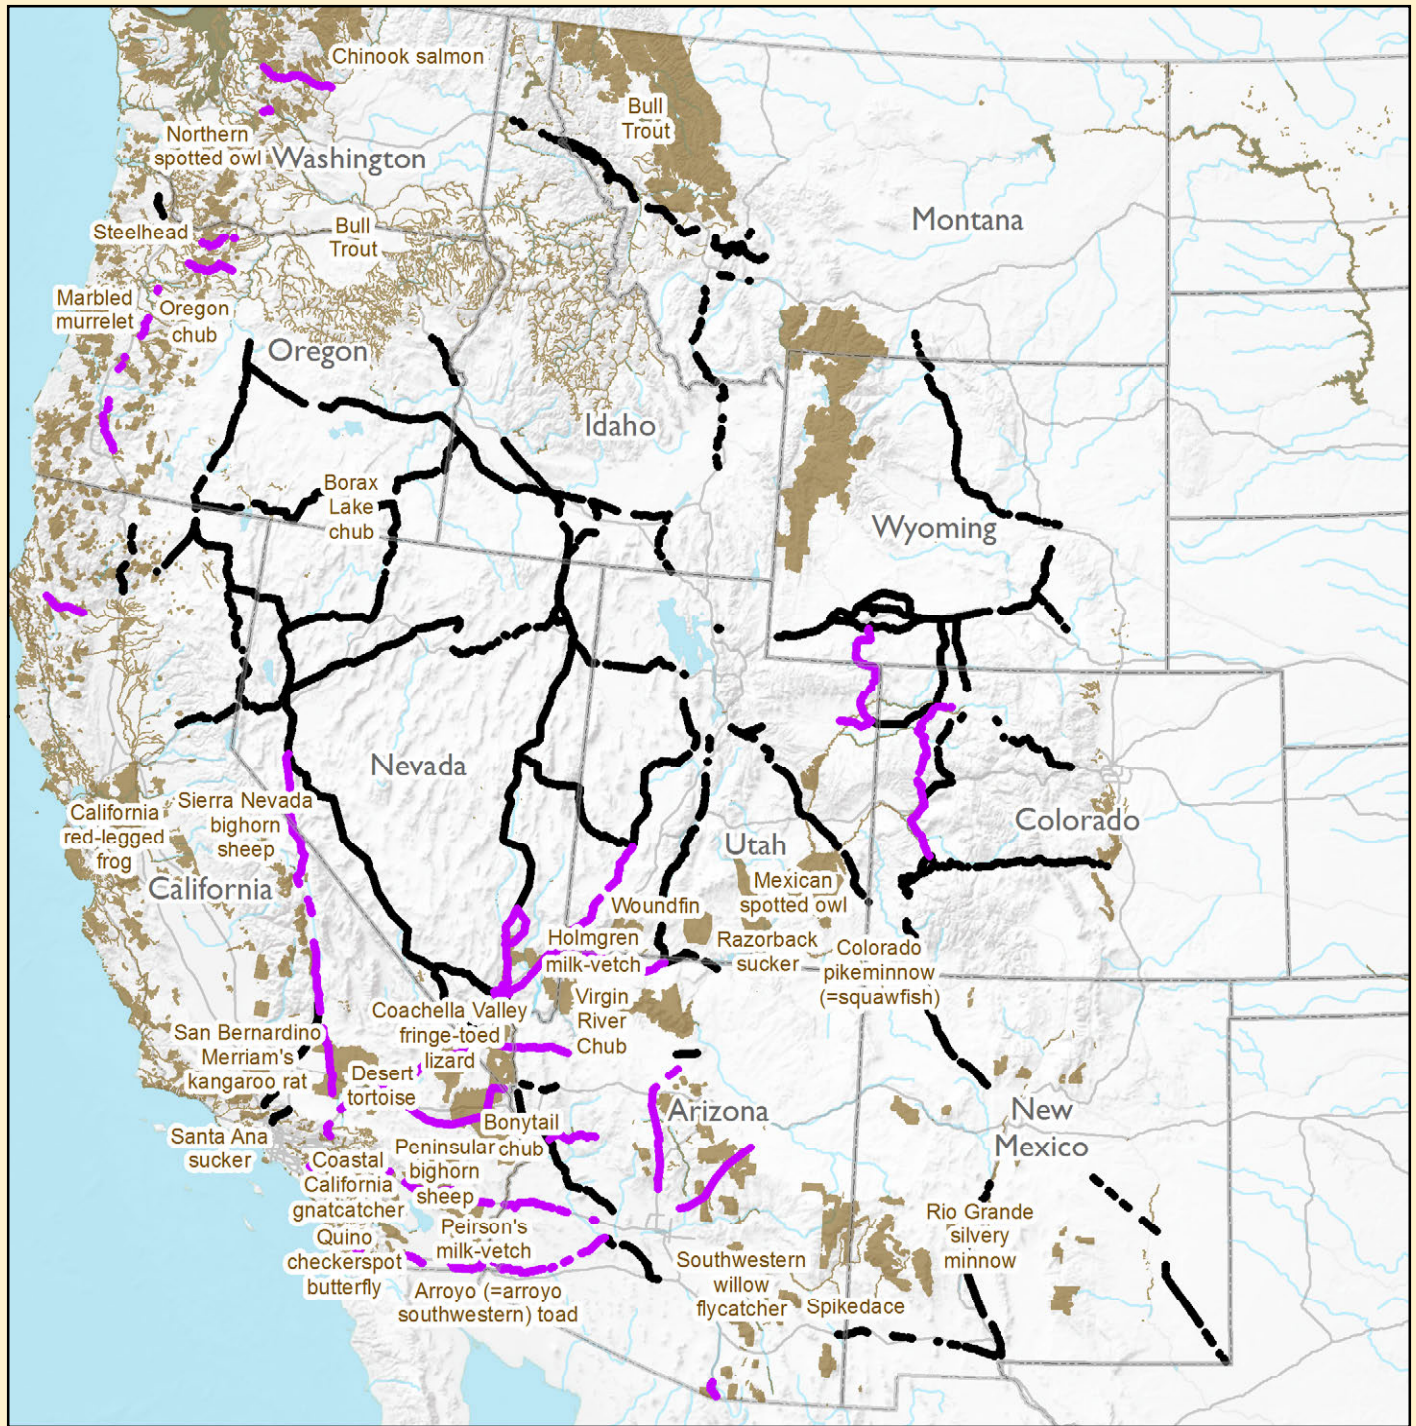 Chinook salmon
Bull
Trout
Northern
spotted owl
Washington
Montana
Steelhead
Bull
Trout
Marbled
murrelet
Oregon
chub
Oregon
Idaho
Borax
Lake
chub
Wyoming
Nevada
California
red-legged
frog
Sierra Nevada
bighorn
sheep
Colorado
Utah
California
Mexican
spotted owl
Woundfin
Holmgren
milk-vetch
Razorback
sucker
Colorado
pikeminnow
(=squawfish)
Coachella Valley
fringe-toed
lizard
Virgin
River
Chub
San Bernardino
Merriam's
kangaroo rat
Desert
tortoise
Arizona
New
Mexico
Santa Ana
sucker
Bonytail
chub
Peninsular
bighorn
sheep
Coastal
California
gnatcatcher
Quino
checkerspot
butterfly
Peirson's
milk-vetch
Rio Grande
silvery
minnow
Southwestern
willow
flycatcher
Spikedace
Arroyo (=arroyo
southwestern) toad